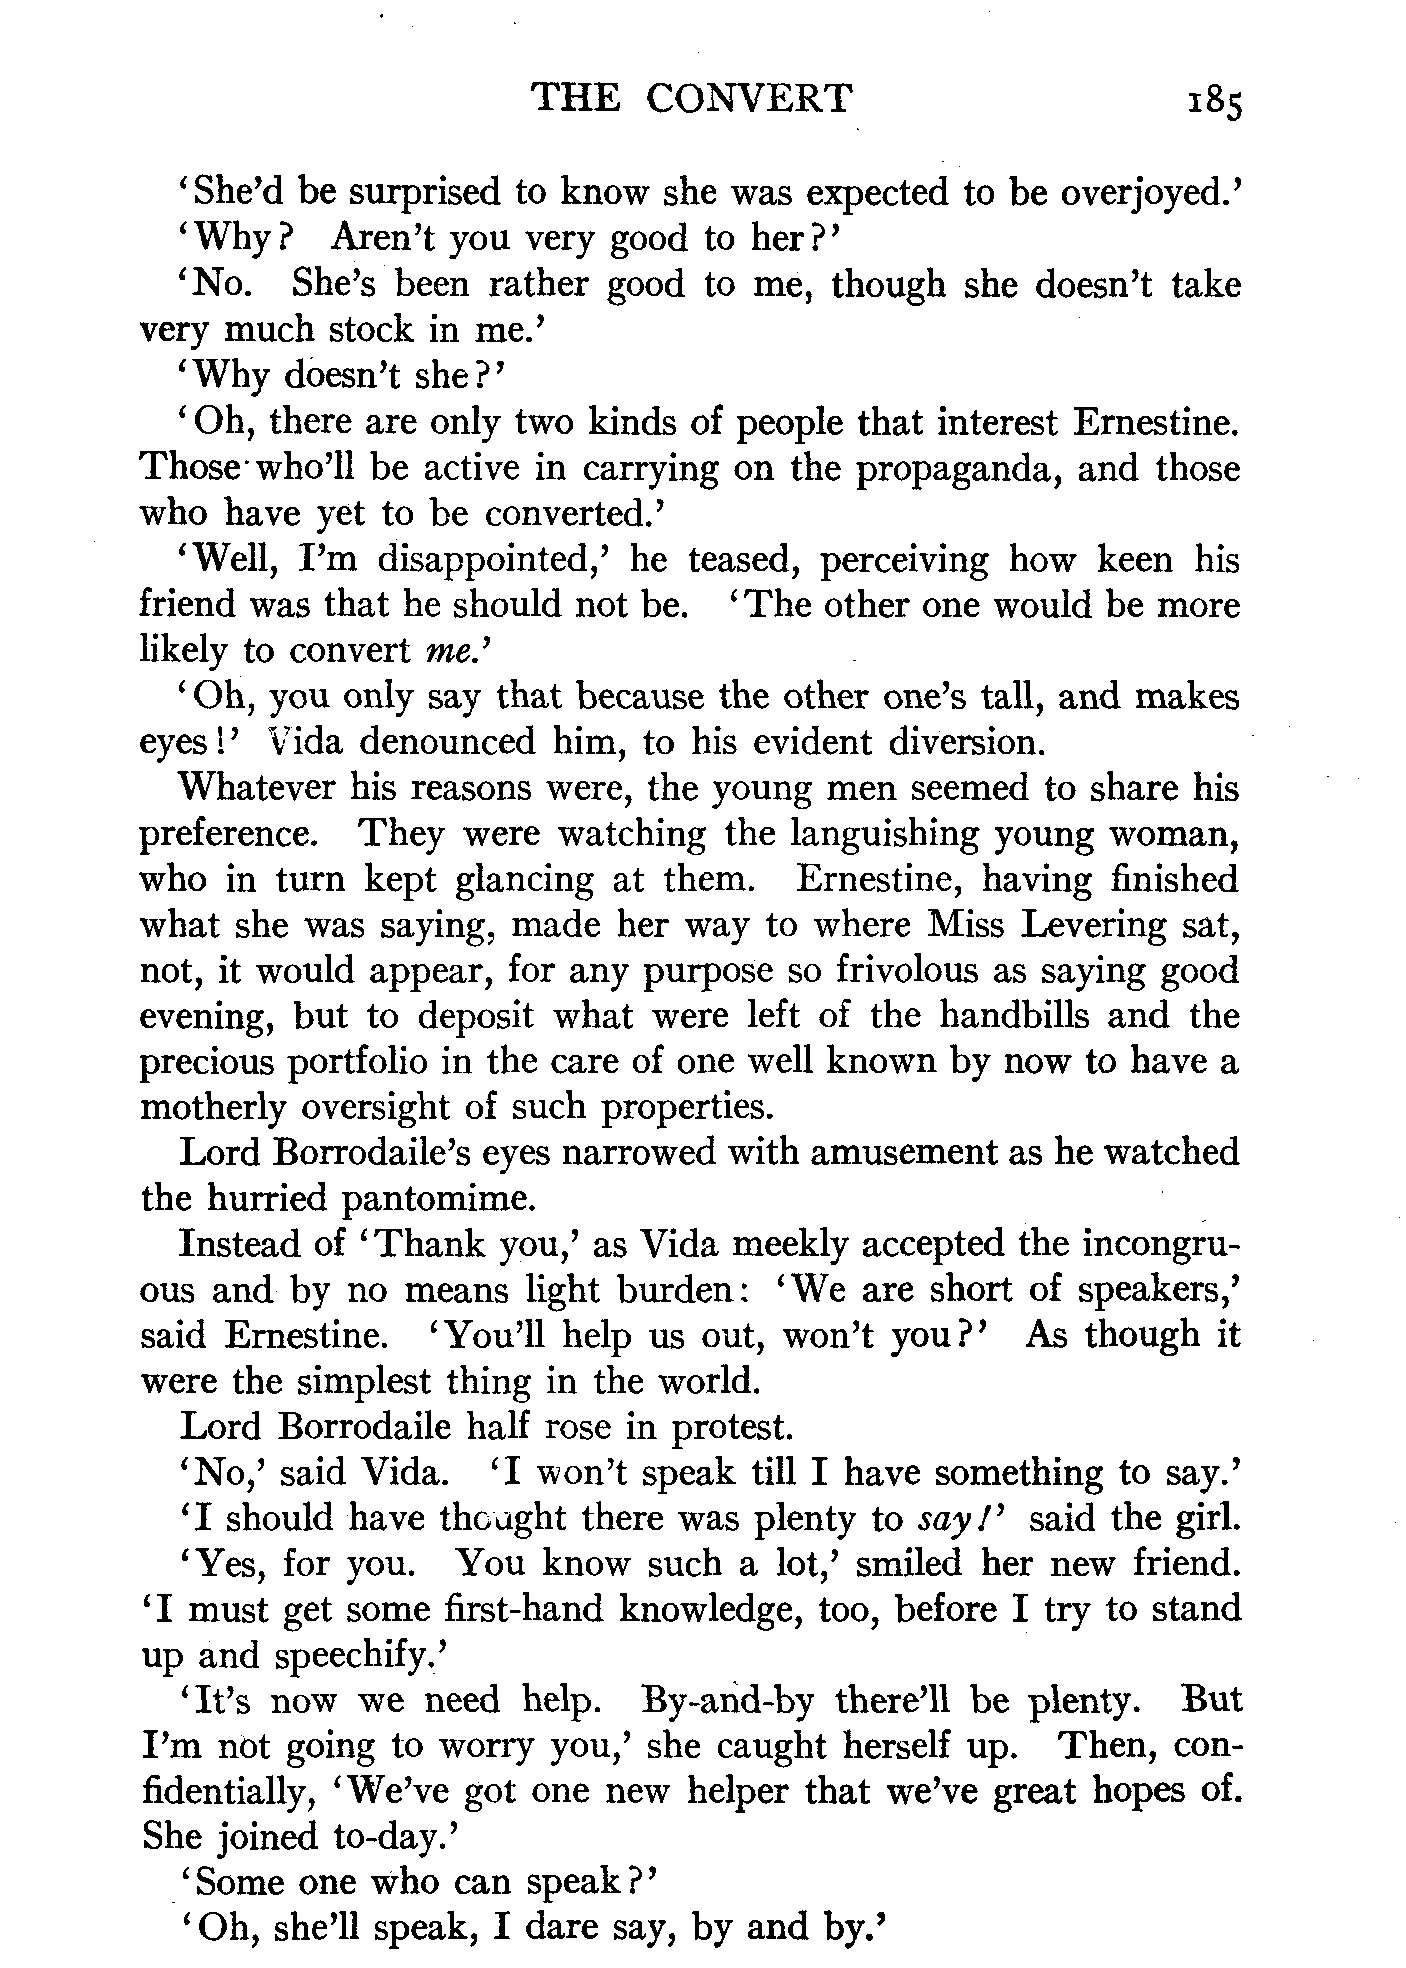 THE CONVERT 185
‘She’d be surprised to know she was expected to be overjoyed.’
‘Why? Aren’t you very good to her?’
‘No. She’s been rather good to me, though she doesn’t take
very much stock in me.’
‘Why doesn’t she?’
‘Oh, there are only two kinds of people that interest Ernestine.
Those who’ll be active in carrying on the propaganda, and those
who have yet to be converted.’
‘Well, I’m disappointed,’ he teased, perceiving how keen his
friend was that he should not be. ‘The other one would be more
likely to convert me.’
‘Oh, you only say that because the other one’s tall, and makes
eyes!’ Vida denounced him, to his evident diversion.
Whatever his reasons were, the young men seemed to share his
preference. They were watching the languishing young woman,
who in turn kept glancing at them. Ernestine, having finished
what she was saying, made her way to where Miss Levering sat,
not, it would appear, for any purpose so frivolous as saying good
evening, but to deposit what were left of the handbills and the
precious portfolio in the care of one well known by now to have a
motherly oversight of such properties.
Lord Borrodaile’s eyes narrowed with amusement as he watched
the hurried pantomime.
Instead of ‘Thank you,’ as Vida meekly accepted the incongru-
ous and by no means light burden: ‘We are short of speakers,’
said Ernestine. ‘You’ll help us out, won’t you?’ As though it
were the simplest thing in the world.
Lord Borrodaile half rose in protest.
‘No,’ said Vida. ‘I won’t speak till I have something to say.’
‘I should have thought there was plenty to say!’ said the girl.
‘Yes, for you. You know such a lot,’ smiled her new friend.
‘I must get some first-hand knowledge, too, before I try to stand
up and speechify.’
‘It’s now we need help. By-and-by there’ll be plenty. But
I’m not going to worry you,’ she caught herself up. Then, con-
fidentially, ‘We’ve got one new helper that we’ve great hopes of.
She joined to-day.’
‘Some one who can speak?’
‘Oh, she’ll speak, I dare say, by and by.’